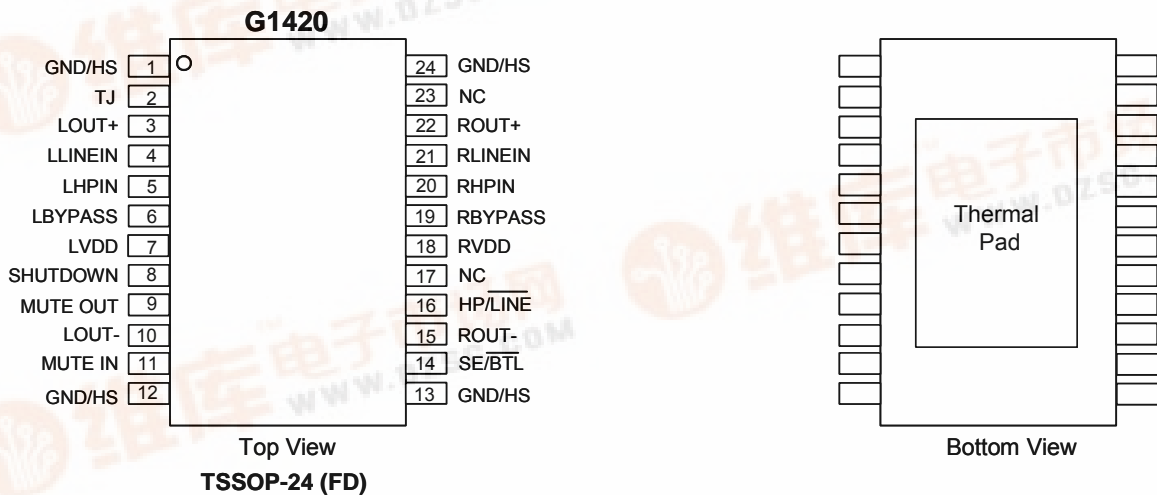 G1420
GND/HS 1 24 GND/HS
TJ 2 23 NC
LOUT+ 3 22 ROUT+
LLINEIN 4 21 RLINEIN
LHPIN 5 20 RHPIN
LBYPASS 6 19 RBYPASS
LVDD 7 18 RVDD
SHUTDOWN 8 17 NC
MUTE OUT 9 16 HP/LINE
LOUT- 10 15 ROUT-
MUTE IN 11 14 SE/BTL
GND/HS 12 13 GND/HS
Top View
TSSOP-24 (FD)
Thermal
Pad
Bottom View